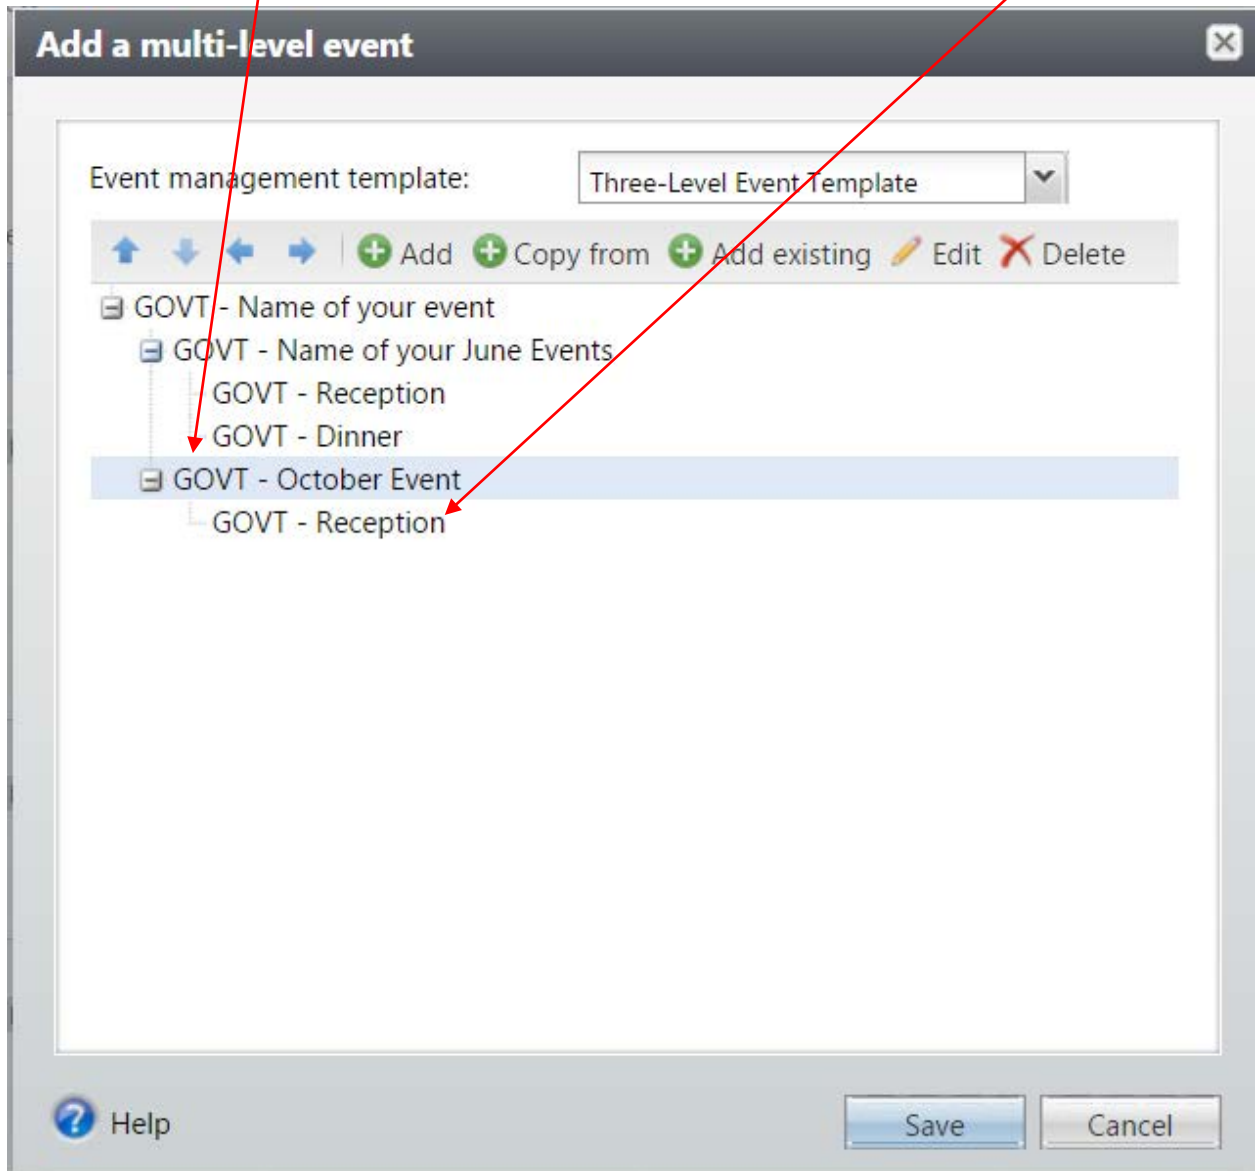 Add a multi-level event
Event management template: Three-Level Event Template
Add Copy from Add existing Edit Delete
GOVT - Name of your event
GOVT - Name of your June Events
GOVT - Reception
GOVT - Dinner
GOVT - October Event
GOVT - Reception
Help Save Cancel